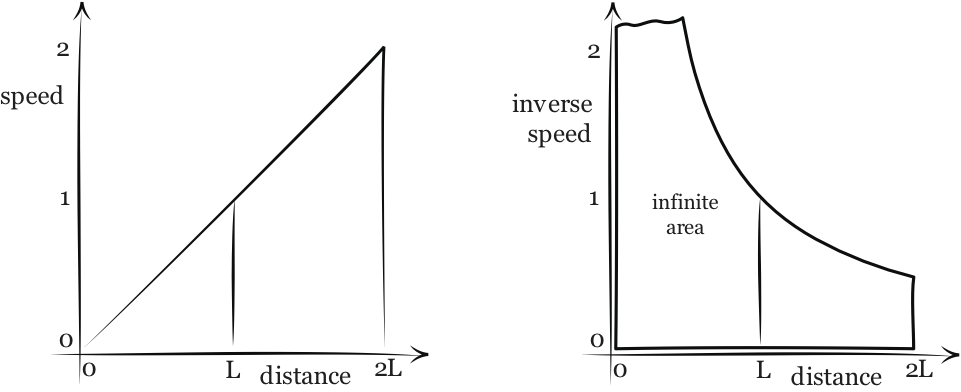 2
speed
1
0
0
L
distance
2L
2
inverse
speed
1
infinite
area
0
0
L
distance
2L